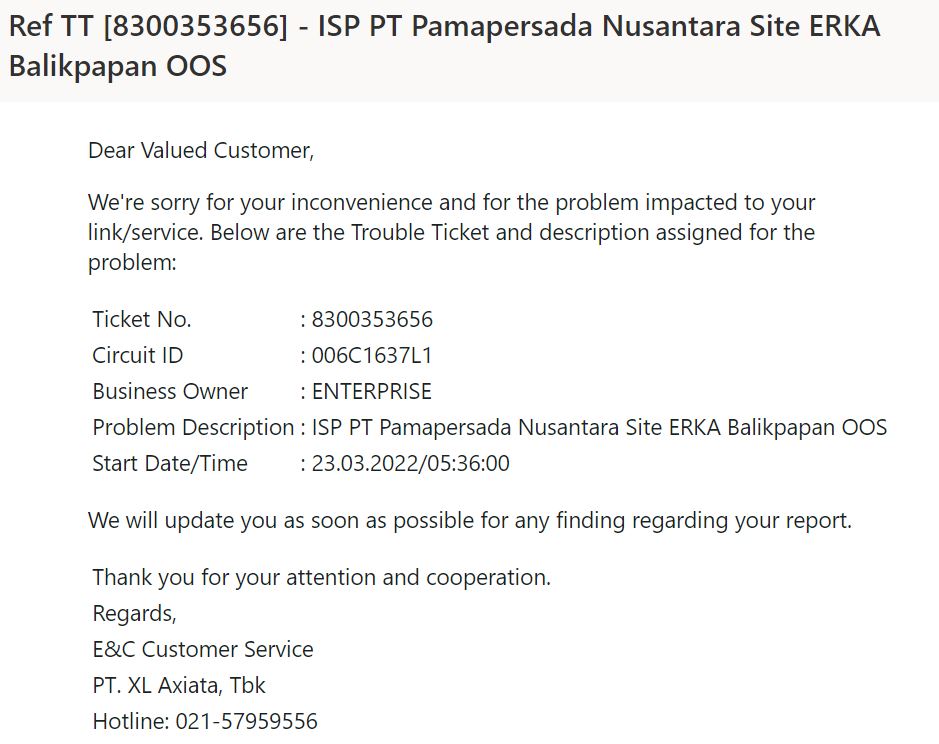 Ref TT [8300353656] - ISP PT Pamapersada Nusantara Site ERKA
Balikpapan OOS
Dear Valued Customer,
We're sorry for your inconvenience and for the problem impacted to your
link/service. Below are the Trouble Ticket and description assigned for the
problem:
Ticket No. : 8300353656
Circuit ID : 006C1637L1
Business Owner : ENTERPRISE
Problem Description : ISP PT Pamapersada Nusantara Site ERKA Balikpapan OOS
Start Date/Time : 23.03.2022/05:36:00
We will update you as soon as possible for any finding regarding your report.
Thank you for your attention and cooperation.
Regards,
E&C Customer Service
PT. XL Axiata, Tbk
Hotline: 021-57959556